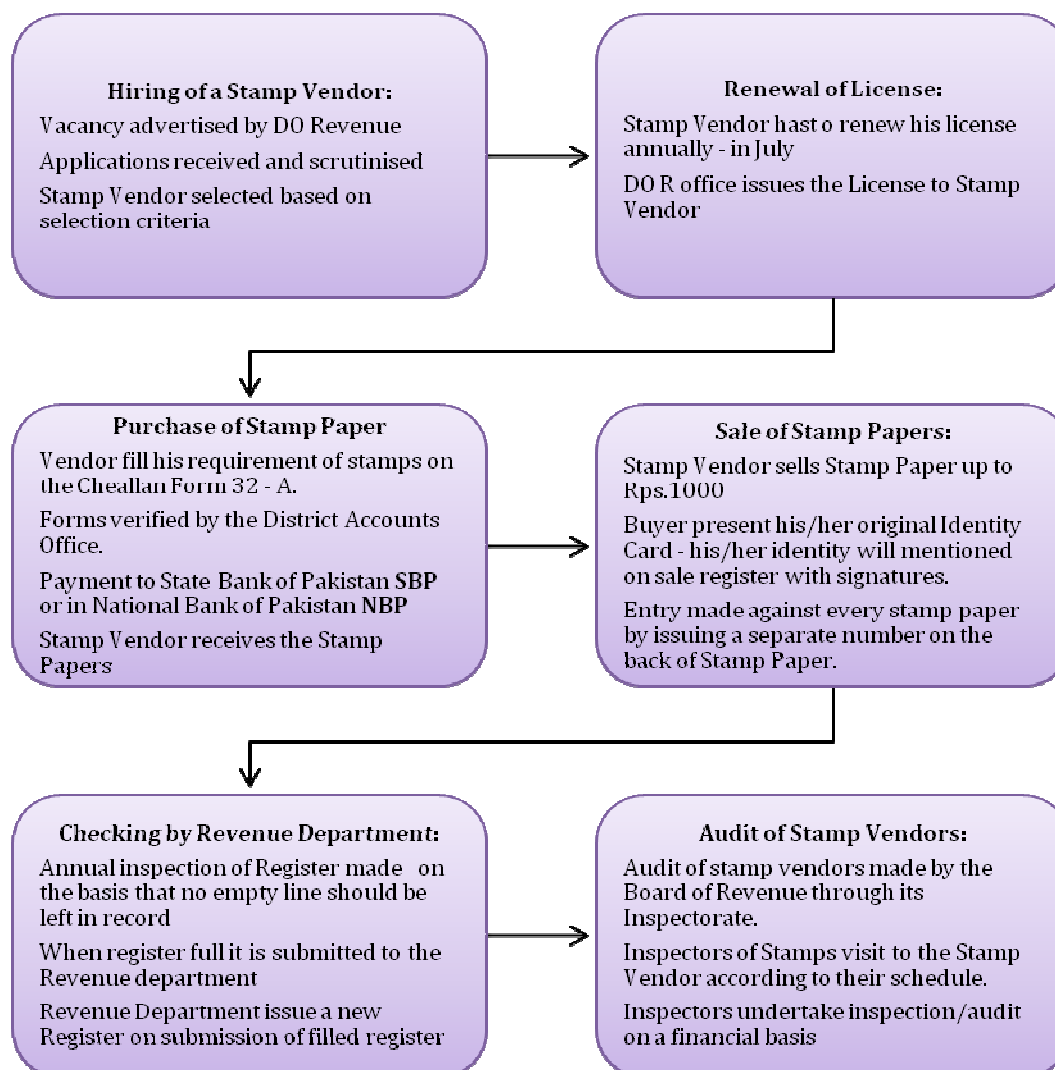 Hiring of a Stamp Vendor:
Vacancy advertised by DO Revenue
Applications received and scrutinised
Stamp Vendor selected based on
selection criteria
Renewal of License:
Stamp Vendor hast o renew his license
annually - in July
DO R office issues the License to Stamp
Vendor
Purchase of Stamp Paper
Vendor fill his requirement of stamps on
the Cheallan Form 32 - A.
Forms verified by the District Accounts
Office.
Payment to State Bank of Pakistan SBP
or in National Bank of Pakistan NBP
Stamp Vendor receives the Stamp
Papers
Sale of Stamp Papers:
Stamp Vendor sells Stamp Paper up to
Rps.1000
Buyer present his/her original Identity
Card - his/her identity will mentioned
on sale register with signatures.
Entry made against every stamp paper
by issuing a separate number on the
back of Stamp Paper.
Checking by Revenue Department:
Annual inspection of Register made on
the basis that no empty line should be
left in record
When register full it is submitted to the
Revenue department
Revenue Department issue a new
Register on submission of filled register
Audit of Stamp Vendors:
Audit of stamp vendors made by the
Board of Revenue through its
Inspectorate.
Inspectors of Stamps visit to the Stamp
Vendor according to their schedule.
Inspectors undertake inspection/audit
on a financial basis